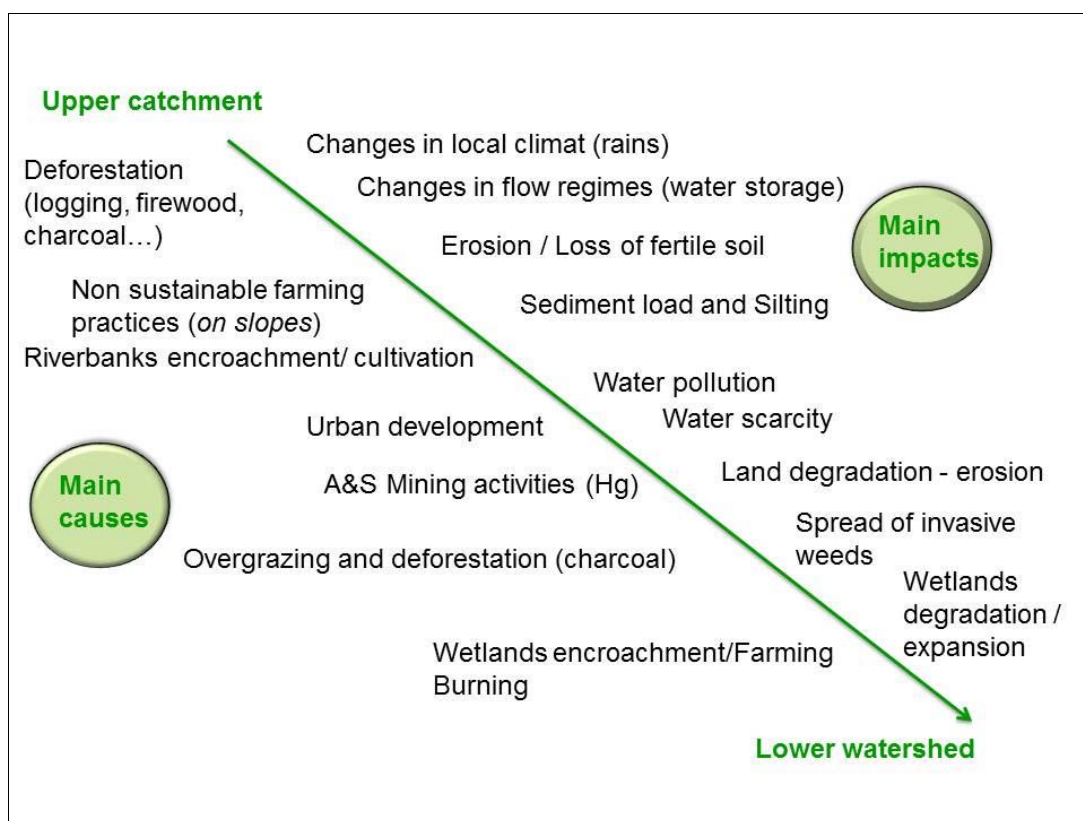 Upper catchment
Changes in local climat (rains)
Deforestation
(logging, firewood,
charcoal…)
Changes in flow regimes (water storage)
Main
impacts
Erosion / Loss of fertile soil
Non sustainable farming
practices (on slopes)
Sediment load and Silting
Riverbanks encroachment/ cultivation
Water pollution
Water scarcity
Urban development
Land degradation - erosion
Main
causes
A&S Mining activities (Hg)
Spread of invasive
weeds
Overgrazing and deforestation (charcoal)
Wetlands
degradation /
expansion
Wetlands encroachment/Farming
Burning
Lower watershed